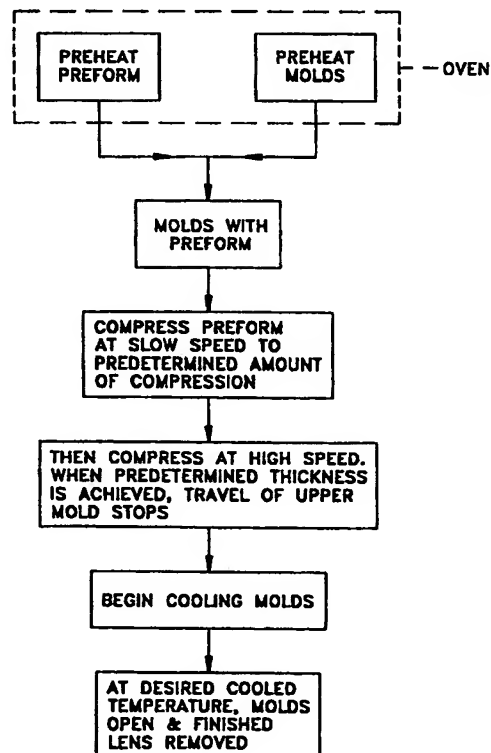 PREHEAT
PREFORM
PREHEAT
MOLDS
OVEN
MOLDS WITH
PREFORM
COMPRESS PREFORM
AT SLOW SPEED TO
PREDETERMINED AMOUNT
OF COMPRESSION
THEN COMPRESS AT HIGH SPEED.
WHEN PREDETERMINED THICKNESS
IS ACHIEVED, TRAVEL OF UPPER
MOLD STOPS
BEGIN COOLING MOLDS
AT DESIRED COOLED
TEMPERATURE, MOLDS
OPEN & FINISHED
LENS REMOVED